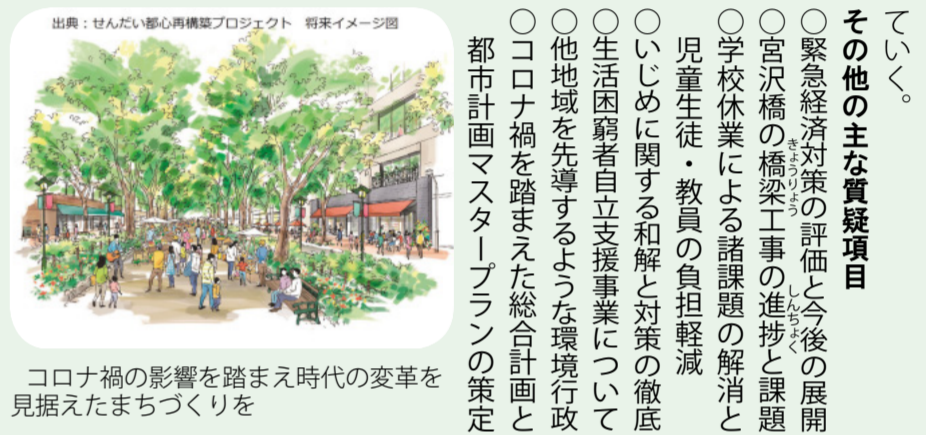 ていく。
その他の主な質疑項目
○緊急経済対策の評価と今後の展開
○宮沢橋の橋梁工事の進捗と課題
きょうりょう
しんちょく
○学校休業による諸課題の解消と
児童生徒・教員の負担軽減
○いじめに関する和解と対策の徹底
○生活困窮者自立支援事業について
○他地域を先導するような環境行政
○コロナ禍を踏まえた総合計画と
都市計画マスタープランの策定
出典：せんだい都心再構築プロジェクト　将来イメージ図
コロナ禍の影響を踏まえ時代の変革を
見据えたまちづくりを